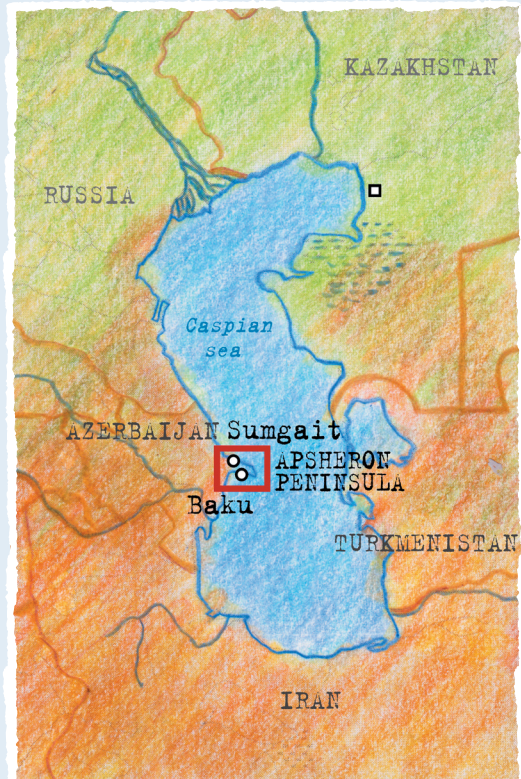 KAZAKHSTAN
RUSSIA
Caspian
sea
AZERBAIJAN Sumgait
APSHERON
PENINSULA
Baku
TURKMENISTAN
IRAN